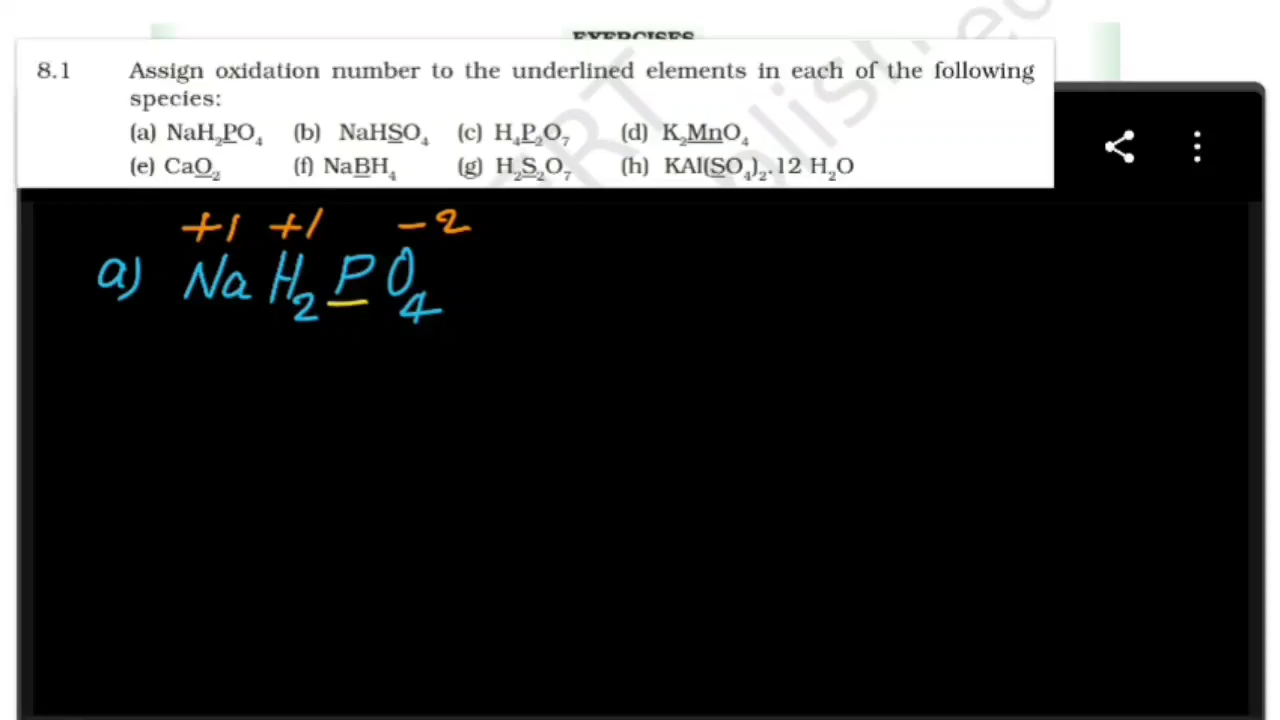 EXERCISES
8.1 Assign oxidation number to the underlined elements in each of the following
species:
(a) NaH₂PO₄ (b) NaHSO₄ (c) H₄P₂O₇ (d) K₂MnO₄
(e) CaO₂ (f) NaBH₄ (g) H₂S₂O₇ (h) KAl(SO₄)₂.12 H₂O
+1 +1 -2
a) NaH₂PO₄